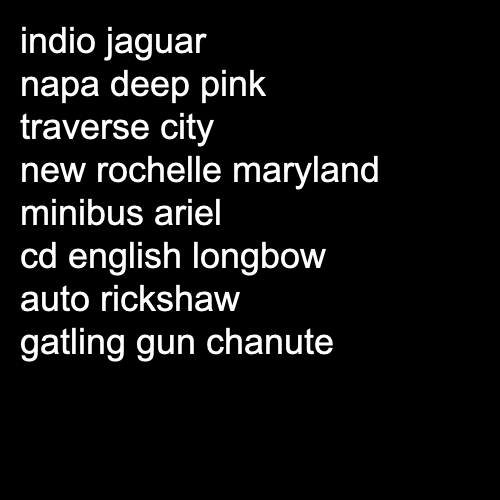 indio jaguar
napa deep pink
traverse city
new rochelle maryland
minibus ariel
cd english longbow
auto rickshaw
gatling gun chanute